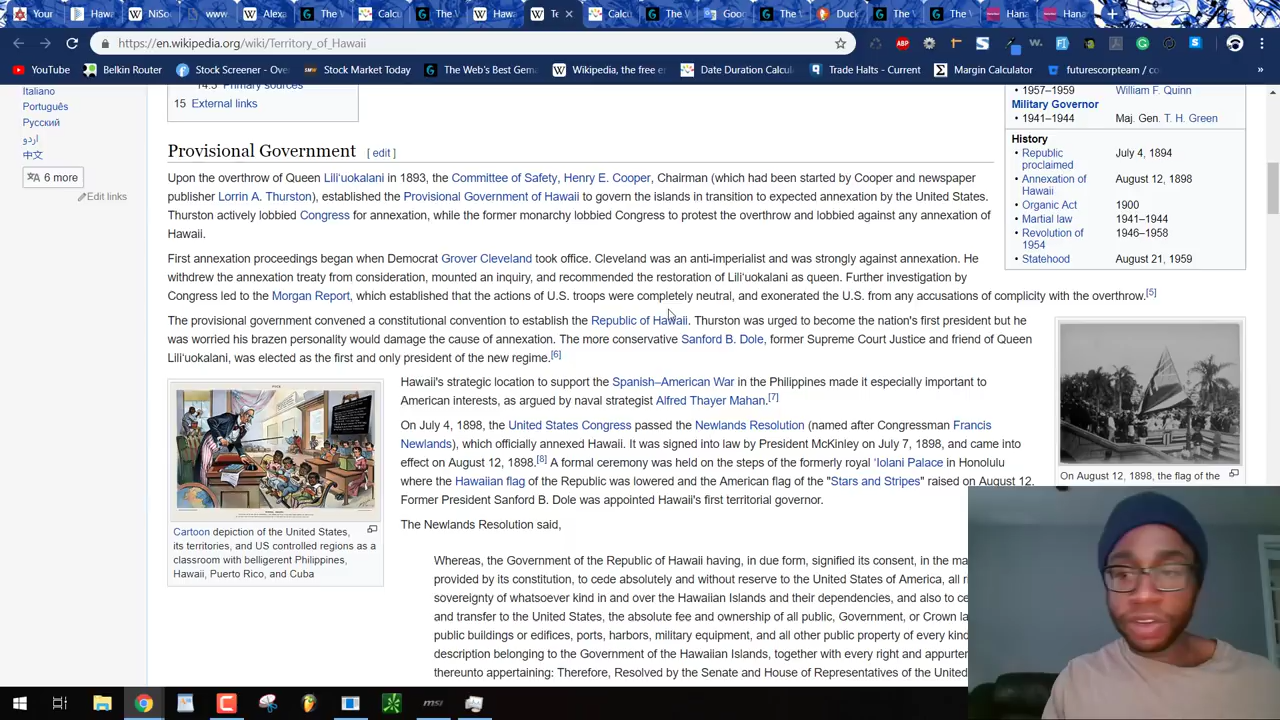 Your
Hawa
NiSo
www
Alexa
The V
Calcu
The V
Hawa
Te
Calcu
The V
Goo
The V
Duck
The V
The V
Hana
Hana
https://en.wikipedia.org/wiki/Territory_of_Hawaii
YouTube
Belkin Router
Stock Screener - Ove
Stock Market Today
The Web's Best Gem
Wikipedia, the free e
Date Duration Calcul
Trade Halts - Current
Margin Calculator
futurescorpteam / co
Italiano
Português
Русский
اردو
中文
6 more
Edit links
14.3 Primary sources
15 External links
Provisional Government [ edit ]
Upon the overthrow of Queen Liliʻuokalani in 1893, the Committee of Safety, Henry E. Cooper, Chairman (which had been started by Cooper and newspaper
publisher Lorrin A. Thurston), established the Provisional Government of Hawaii to govern the islands in transition to expected annexation by the United States.
Thurston actively lobbied Congress for annexation, while the former monarchy lobbied Congress to protest the overthrow and lobbied against any annexation of
Hawaii.
First annexation proceedings began when Democrat Grover Cleveland took office. Cleveland was an anti-imperialist and was strongly against annexation. He
withdrew the annexation treaty from consideration, mounted an inquiry, and recommended the restoration of Liliʻuokalani as queen. Further investigation by
Congress led to the Morgan Report, which established that the actions of U.S. troops were completely neutral, and exonerated the U.S. from any accusations of complicity with the overthrow.[5]
The provisional government convened a constitutional convention to establish the Republic of Hawaii. Thurston was urged to become the nation's first president but he
was worried his brazen personality would damage the cause of annexation. The more conservative Sanford B. Dole, former Supreme Court Justice and friend of Queen
Liliʻuokalani, was elected as the first and only president of the new regime.[6]
Hawaii's strategic location to support the Spanish–American War in the Philippines made it especially important to
American interests, as argued by naval strategist Alfred Thayer Mahan.[7]
On July 4, 1898, the United States Congress passed the Newlands Resolution (named after Congressman Francis
Newlands), which officially annexed Hawaii. It was signed into law by President McKinley on July 7, 1898, and came into
effect on August 12, 1898.[8] A formal ceremony was held on the steps of the formerly royal ʻIolani Palace in Honolulu
where the Hawaiian flag of the Republic was lowered and the American flag of the "Stars and Stripes" raised on August 12.
Former President Sanford B. Dole was appointed Hawaii's first territorial governor.
The Newlands Resolution said,
Whereas, the Government of the Republic of Hawaii having, in due form, signified its consent, in the ma
provided by its constitution, to cede absolutely and without reserve to the United States of America, all r
sovereignty of whatsoever kind in and over the Hawaiian Islands and their dependencies, and also to ce
and transfer to the United States, the absolute fee and ownership of all public, Government, or Crown la
public buildings or edifices, ports, harbors, military equipment, and all other public property of every kind
description belonging to the Government of the Hawaiian Islands, together with every right and appurter
thereunto appertaining: Therefore, Resolved by the Senate and House of Representatives of the United
Cartoon depiction of the United States,
its territories, and US controlled regions as a
classroom with belligerent Philippines,
Hawaii, Puerto Rico, and Cuba
• 1957–1959 William F. Quinn
Military Governor
• 1941–1944 Maj. Gen. T. H. Green
History
• Republic proclaimed July 4, 1894
• Annexation of Hawaii August 12, 1898
• Organic Act 1900
• Martial law 1941–1944
• Revolution of 1954 1946–1958
• Statehood August 21, 1959
On August 12, 1898, the flag of the
msi